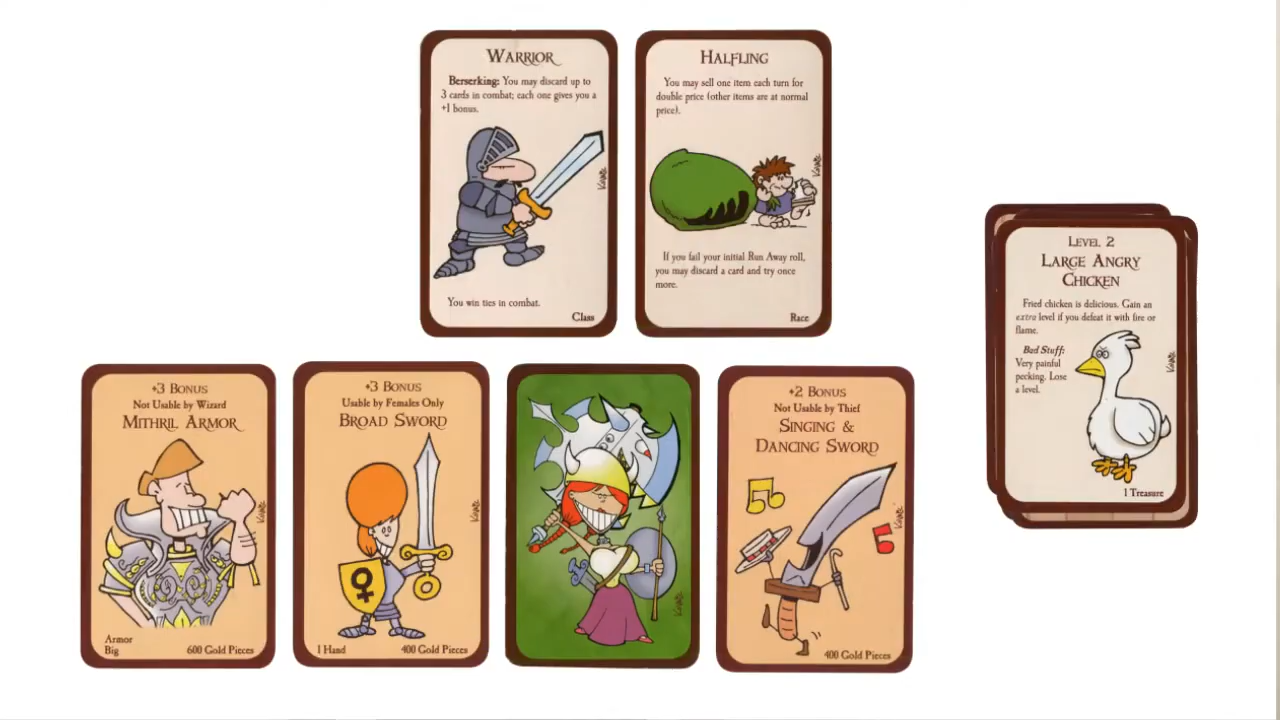 WARRIOR
Berserking: You may discard up to
3 cards in combat; each one gives you a
+1 bonus.
You win ties in combat.
Class
HALFLING
You may sell one item each turn for
double price (other items are at normal
price).
If you fail your initial Run Away roll,
you may discard a card and try once
more.
Race
LEVEL 2
LARGE ANGRY
CHICKEN
Fried chicken is delicious. Gain an
extra level if you defeat it with fire or
flame.
Bad Stuff:
Very painful
pecking. Lose
a level.
1 Treasure
+3 BONUS
Not Usable by Wizard
MITHRIL ARMOR
Armor
Big
600 Gold Pieces
+3 BONUS
Usable by Females Only
BROAD SWORD
1 Hand
400 Gold Pieces
+2 BONUS
Not Usable by Thief
SINGING &
DANCING SWORD
400 Gold Pieces